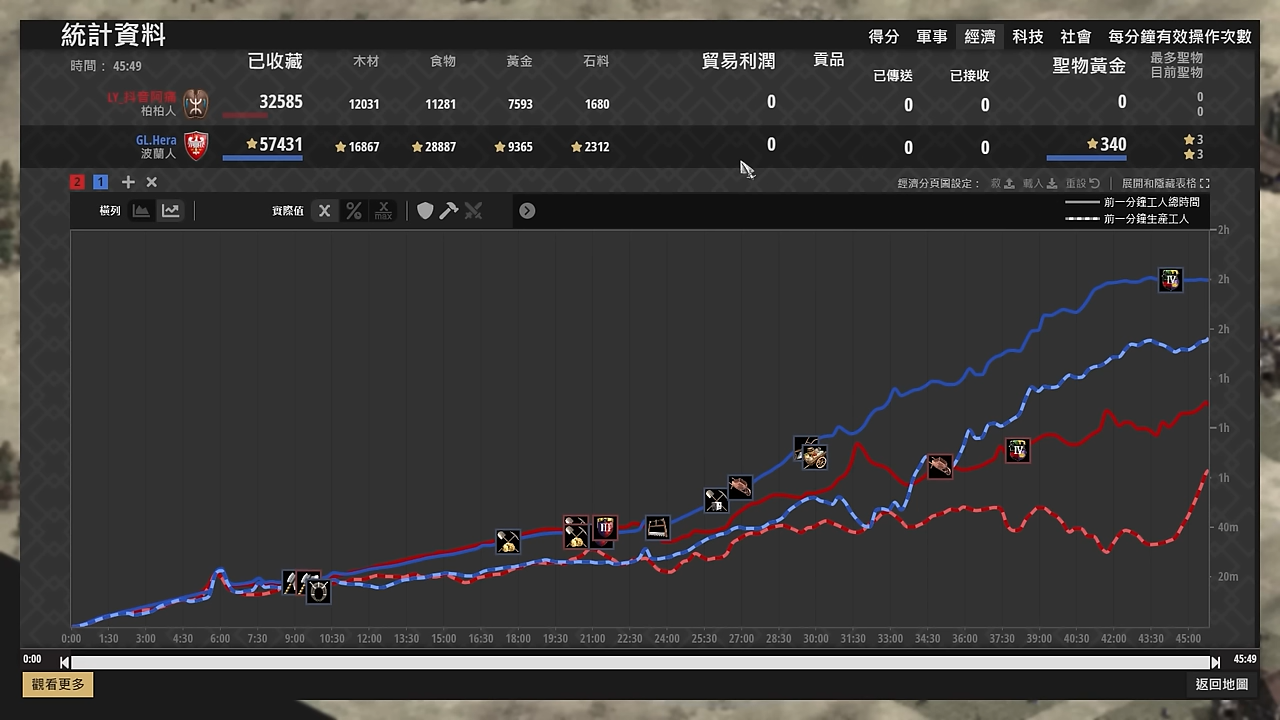 統計資料
得分 軍事 經濟 科技 社會 每分鐘有效操作次數
時間： 45:49
已收藏 木材 食物 黃金 石料 貿易利潤 貢品 已傳送 已接收 聖物黃金 最多聖物 目前聖物
柏柏人 32585 12031 11281 7593 1680 0 0 0 0 0 0
GL.Hera
波蘭人 57431 16867 28887 9365 2312 0 0 0 340 3 3
2 1
經濟分頁圖設定： 載入 重設 展開和隱藏表格
橫列 實際值 X % X max
前一分鐘工人總時間
前一分鐘生產工人
2h
2h
2h
1h
1h
1h
40m
20m
III
IV
IV
0:00 1:30 3:00 4:30 6:00 7:30 9:00 10:30 12:00 13:30 15:00 16:30 18:00 19:30 21:00 22:30 24:00 25:30 27:00 28:30 30:00 31:30 33:00 34:30 36:00 37:30 39:00 40:30 42:00 43:30 45:00
0:00 45:49
觀看更多 返回地圖